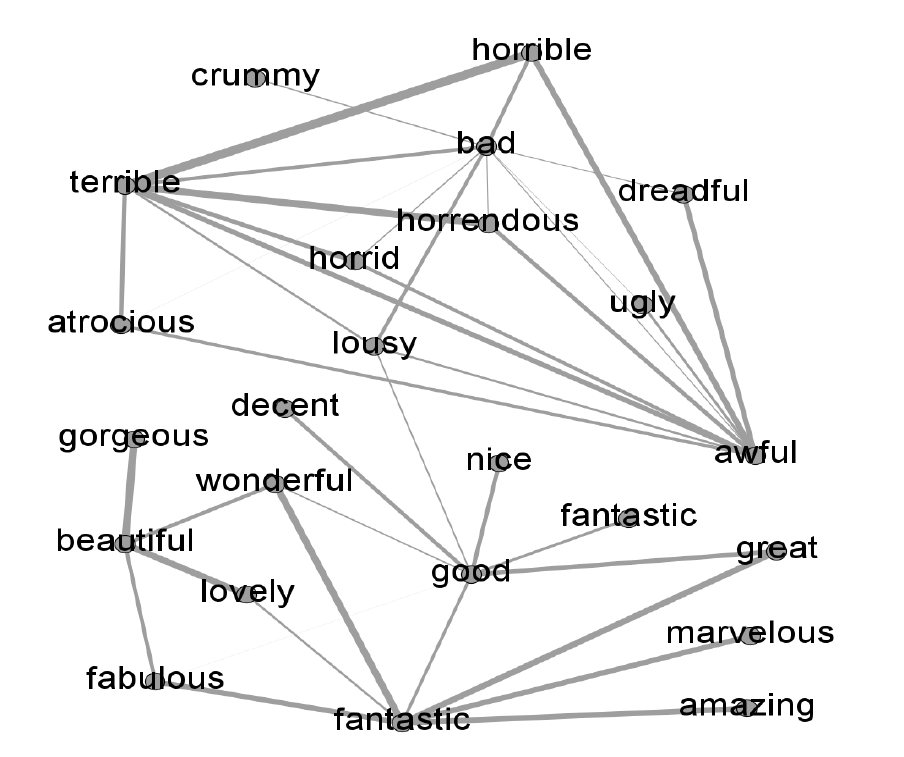 horrible
crummy
bad
terrible
dreadful
horrendous
horrid
ugly
atrocious
lousy
decent
gorgeous
awful
nice
wonderful
fantastic
beautiful
great
good
lovely
marvelous
fabulous
amazing
fantastic